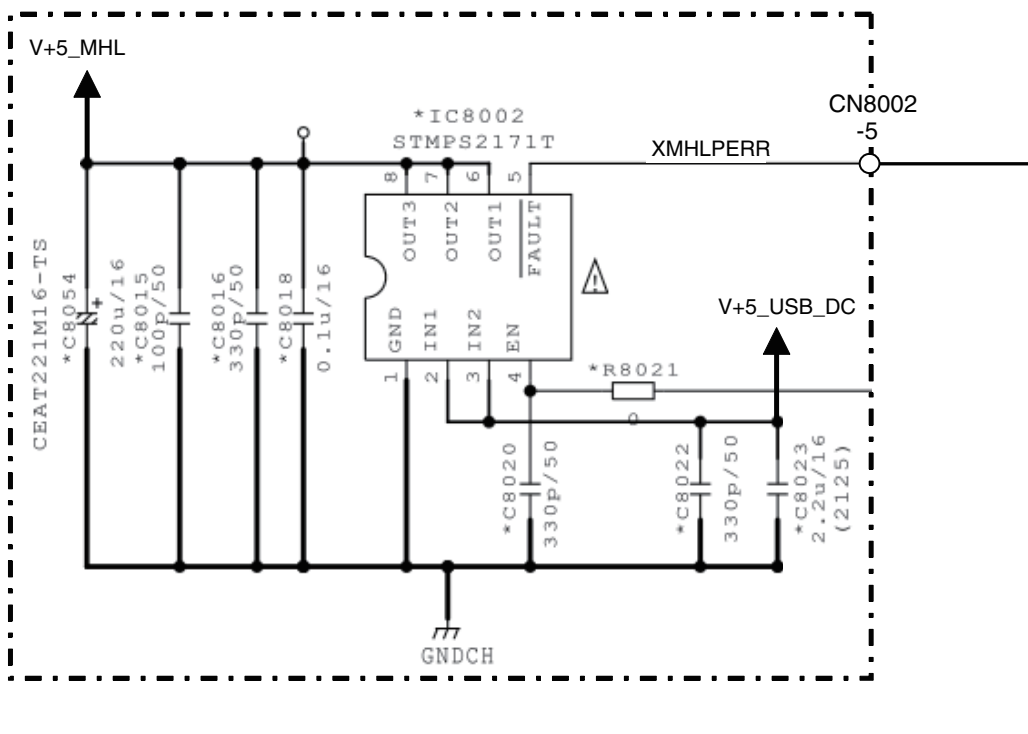 V+5_MHL
*IC8002
STMPS2171T
CN8002
-5
XMHLPERR
8
7
6
5
OUT3
OUT2
OUT1
FAULT
CEAT221M16-TS
*C8054
+
220u/16
*C8015
100p/50
*C8016
330p/50
*C8018
0.1u/16
GND
IN1
IN2
EN
V+5_USB_DC
1
2
3
4
*R8021
0
*C8020
330p/50
*C8022
330p/50
*C8023
2.2u/16
(2125)
GNDCH